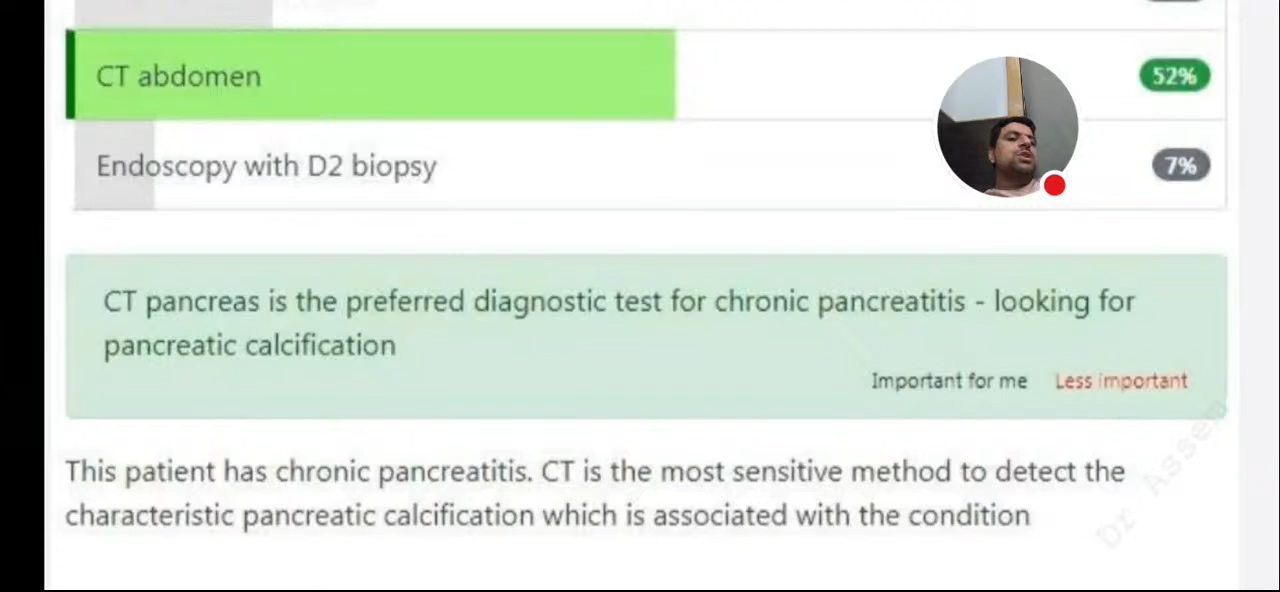 CT abdomen
52%
Endoscopy with D2 biopsy
7%
CT pancreas is the preferred diagnostic test for chronic pancreatitis - looking for
pancreatic calcification
Important for me Less important
This patient has chronic pancreatitis. CT is the most sensitive method to detect the
characteristic pancreatic calcification which is associated with the condition
Dr Assem